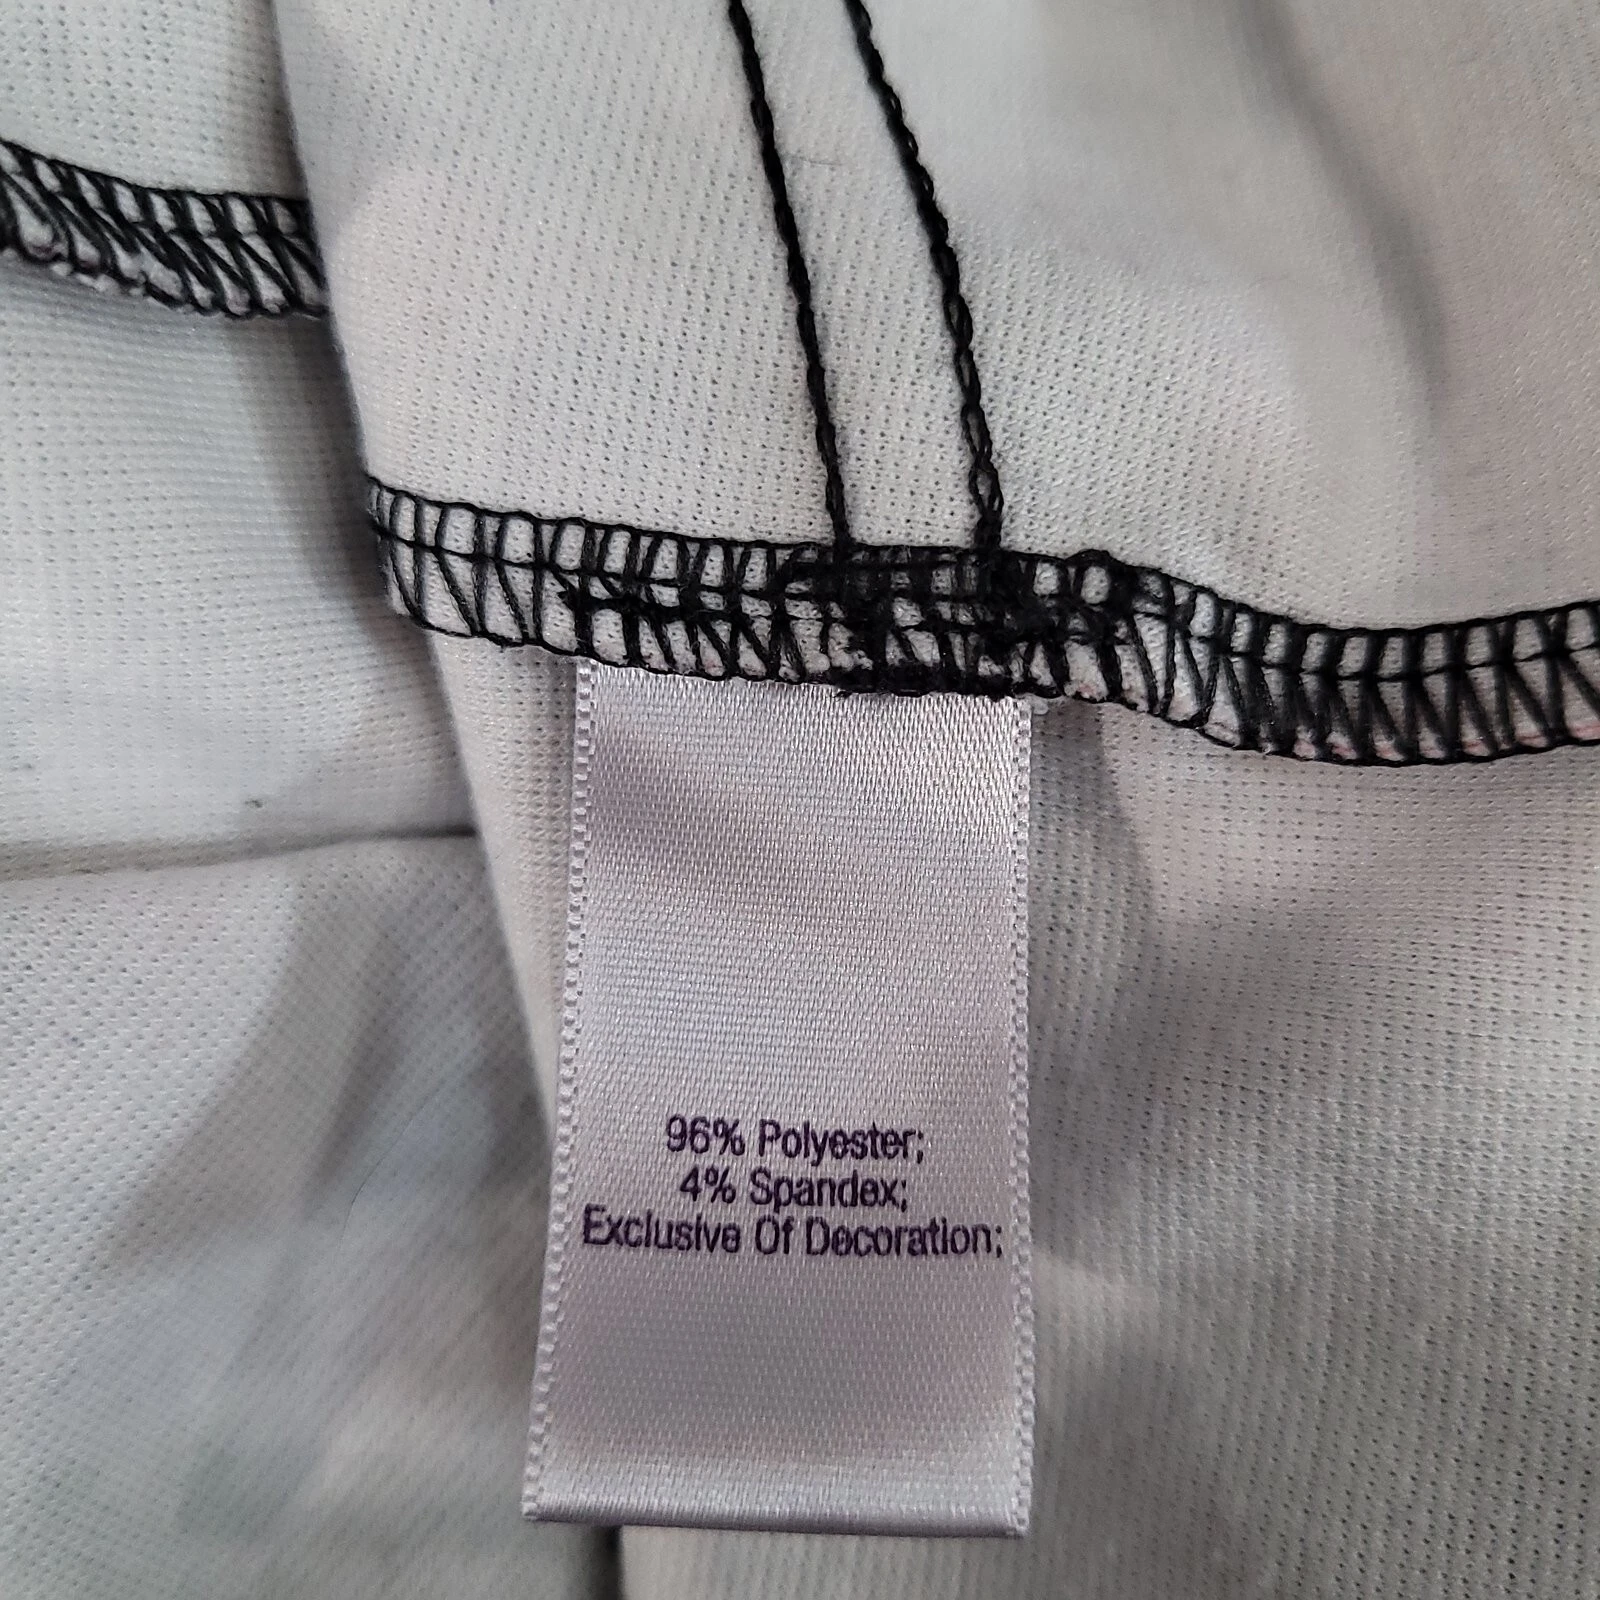 96% Polyester;
4% Spandex;
Exclusive Of Decoration;